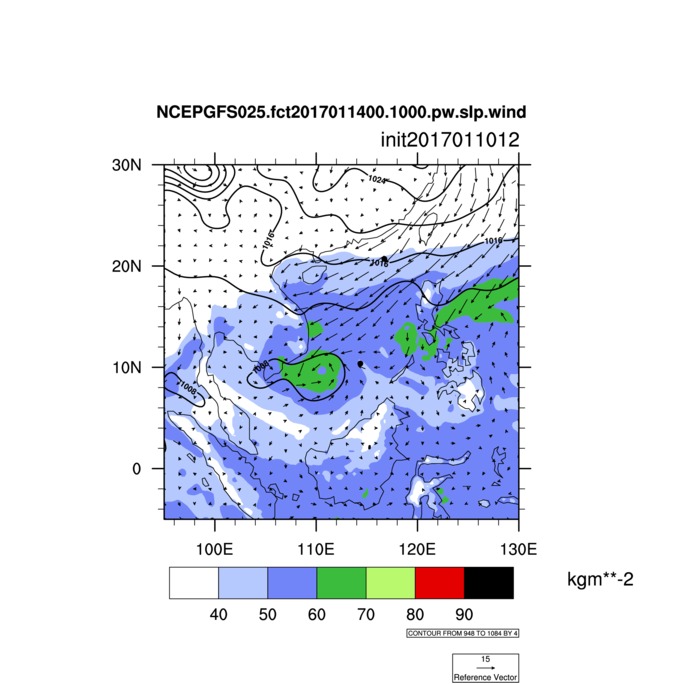 NCEPGFS025.fct2017011400.1000.pw.slp.wind
init2017011012
30N
20N
10N
0
1024
1016
1016
1016
1008
1008
100E 110E 120E 130E
40 50 60 70 80 90
kgm**-2
CONTOUR FROM 948 TO 1084 BY 4
15
Reference Vector